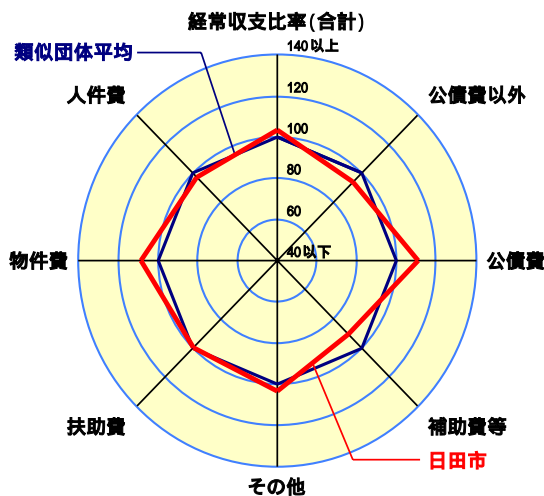 経常収支比率(合計)
類似団体平均
140以上
120
100
80
60
40以下
人件費
公債費以外
物件費
公債費
扶助費
補助費等
日田市
その他